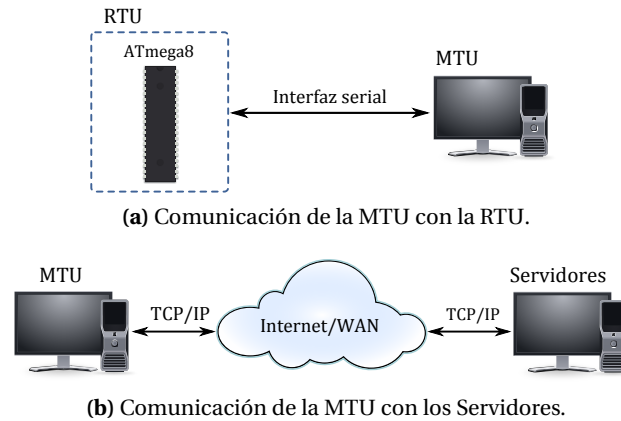 RTU
ATmega8
MTU
Interfaz serial
(a) Comunicación de la MTU con la RTU.
MTU
Servidores
TCP/IP
Internet/WAN
TCP/IP
(b) Comunicación de la MTU con los Servidores.